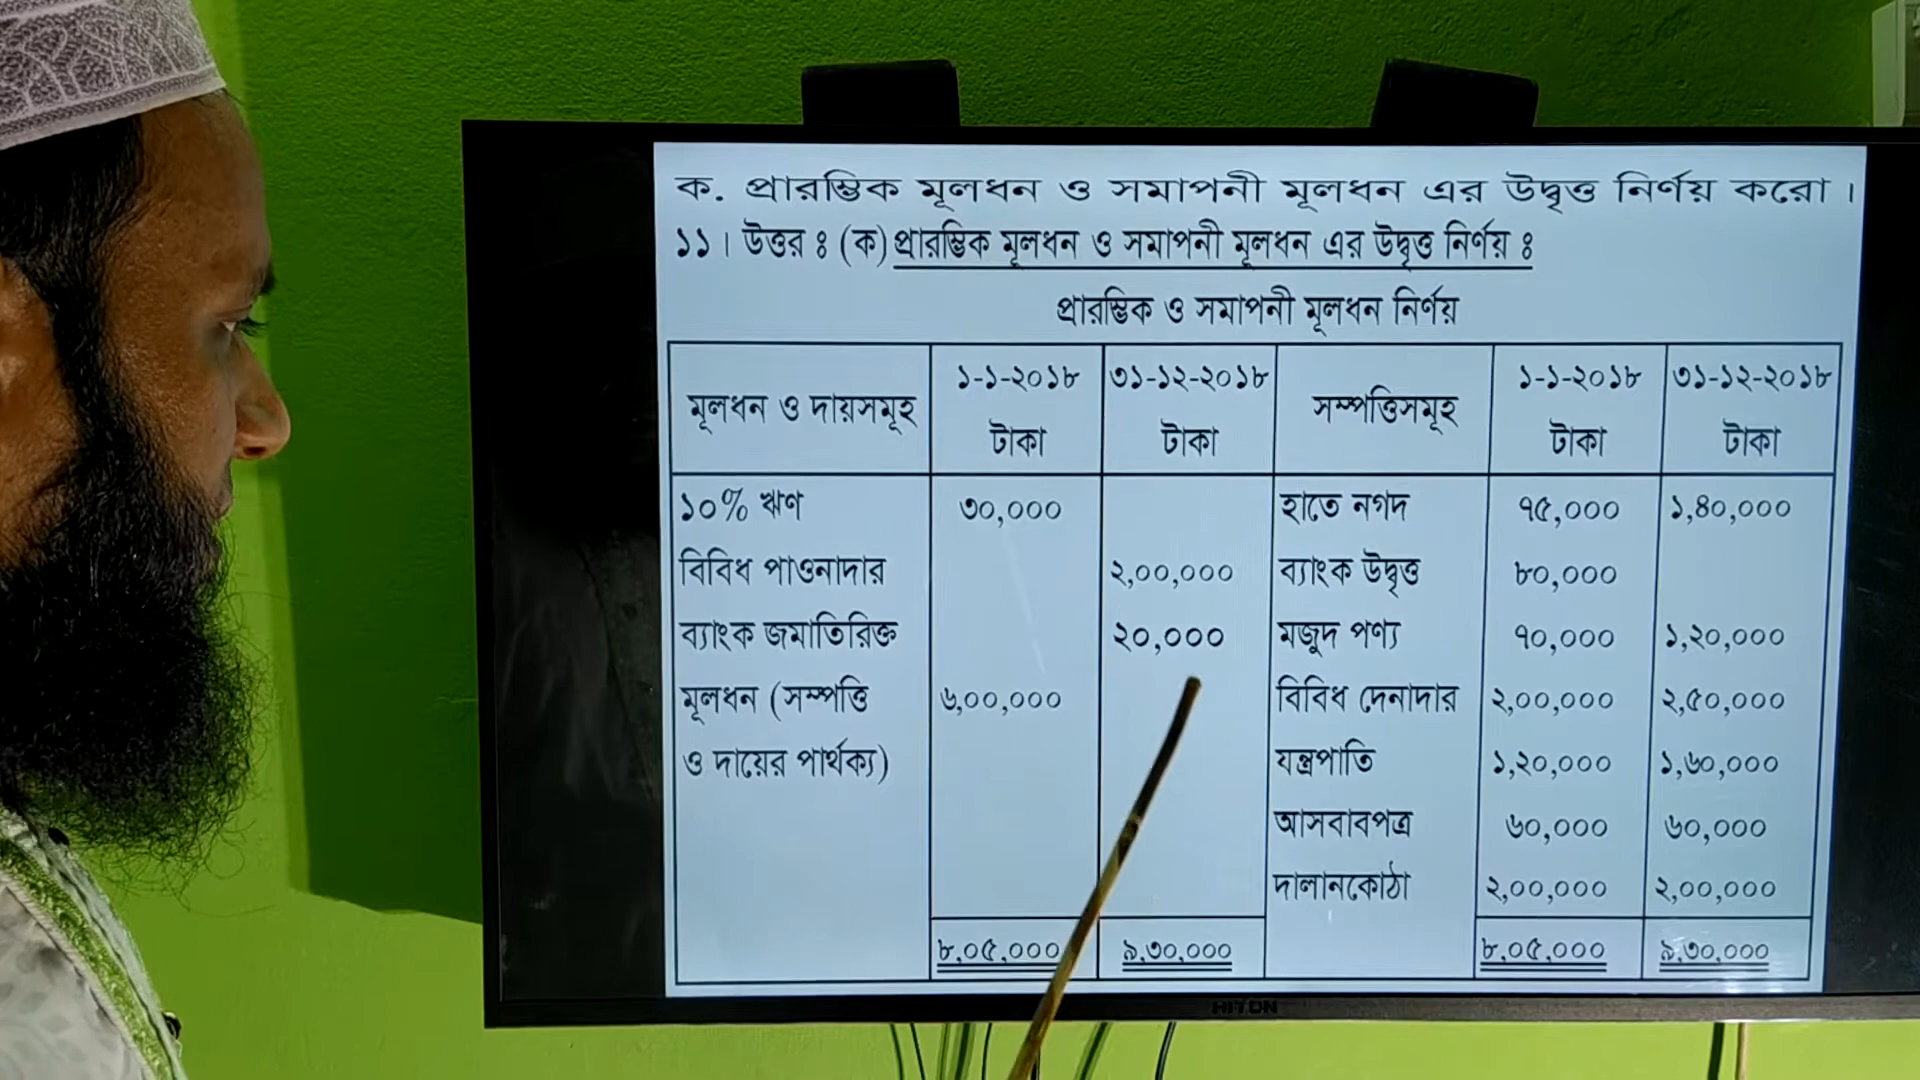 ক. প্রারম্ভিক মূলধন ও সমাপনী মূলধন এর উদ্বৃত্ত নির্ণয় করো ।
১১। উত্তর ঃ (ক) প্রারম্ভিক মূলধন ও সমাপনী মূলধন এর উদ্বৃত্ত নির্ণয় ঃ
প্রারম্ভিক ও সমাপনী মূলধন নির্ণয়
মূলধন ও দায়সমূহ ১-১-২০১৮ টাকা ৩১-১২-২০১৮ টাকা সম্পত্তিসমূহ ১-১-২০১৮ টাকা ৩১-১২-২০১৮ টাকা
১০% ঋণ ৩০,০০০ হাতে নগদ ৭৫,০০০ ১,৪০,০০০
বিবিধ পাওনাদার ২,০০,০০০ ব্যাংক উদ্বৃত্ত ৮০,০০০
ব্যাংক জমাতিরিক্ত ২০,০০০ মজুদ পণ্য ৭০,০০০ ১,২০,০০০
মূলধন (সম্পত্তি ৬,০০,০০০ বিবিধ দেনাদার ২,০০,০০০ ২,৫০,০০০
ও দায়ের পার্থক্য) যন্ত্রপাতি ১,২০,০০০ ১,৬০,০০০
আসবাবপত্র ৬০,০০০ ৬০,০০০
দালানকোঠা ২,০০,০০০ ২,০০,০০০
৮,০৫,০০০ ৯,৩০,০০০ ৮,০৫,০০০ ৯,৩০,০০০
HITON